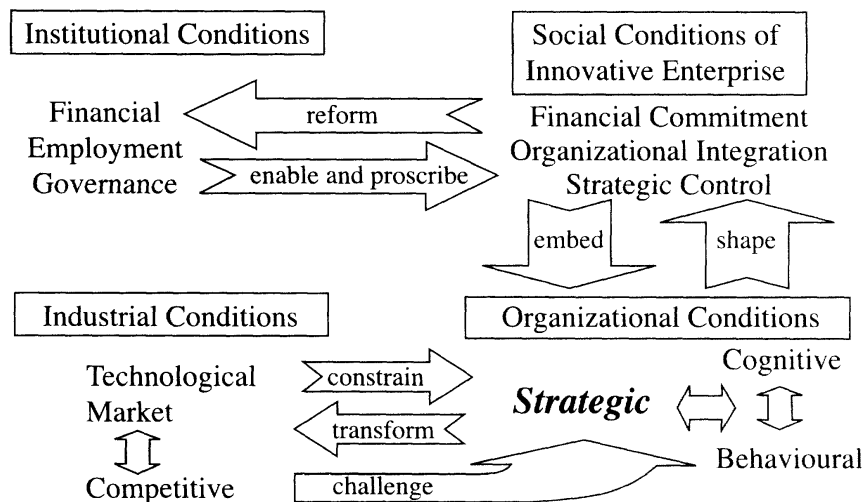 Institutional Conditions
Financial
Employment
Governance
reform
enable and proscribe
Social Conditions of
Innovative Enterprise
Financial Commitment
Organizational Integration
Strategic Control
embed
shape
Industrial Conditions
Technological
Market
Competitive
constrain
transform
challenge
Organizational Conditions
Cognitive
Strategic
Behavioural